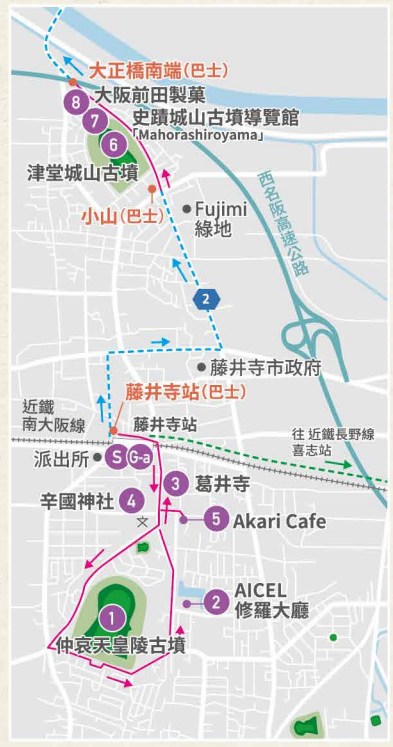 大正橋南端(巴士)
8 大阪前田製菓
7 史蹟城山古墳導覽館
「Mahorashiroyama」
6
津堂城山古墳
小山(巴士)
Fujimi
綠地
西名阪高速公路
2
藤井寺市政府
藤井寺站(巴士)
近鐵
南大阪線
藤井寺站
往 近鐵長野線
喜志站
派出所
S G-a
3 葛井寺
辛國神社 4
文
5 Akari Cafe
AICEL
2 修羅大廳
1
仲哀天皇陵古墳